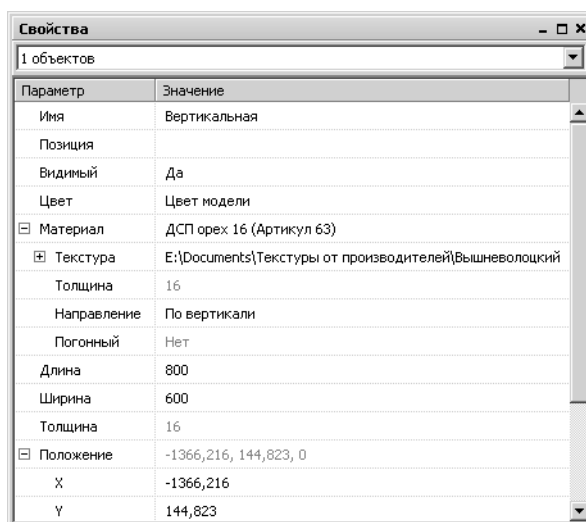 Свойства
1 объектов
Параметр Значение
Имя Вертикальная
Позиция
Видимый Да
Цвет Цвет модели
Материал ДСП орех 16 (Артикул 63)
Текстура E:\Documents\Текстуры от производителей\Вышневолоцкий
Толщина 16
Направление По вертикали
Погонный Нет
Длина 800
Ширина 600
Толщина 16
Положение -1366,216, 144,823, 0
X -1366,216
Y 144,823